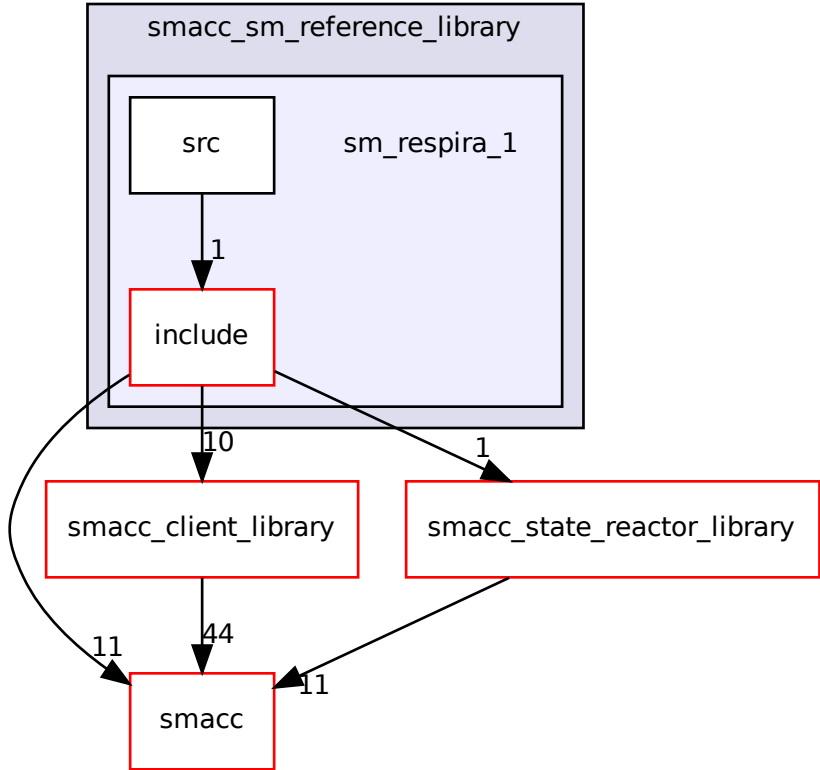 smacc_sm_reference_library
src
sm_respira_1
1
include
10
1
smacc_client_library
smacc_state_reactor_library
11
44
11
smacc